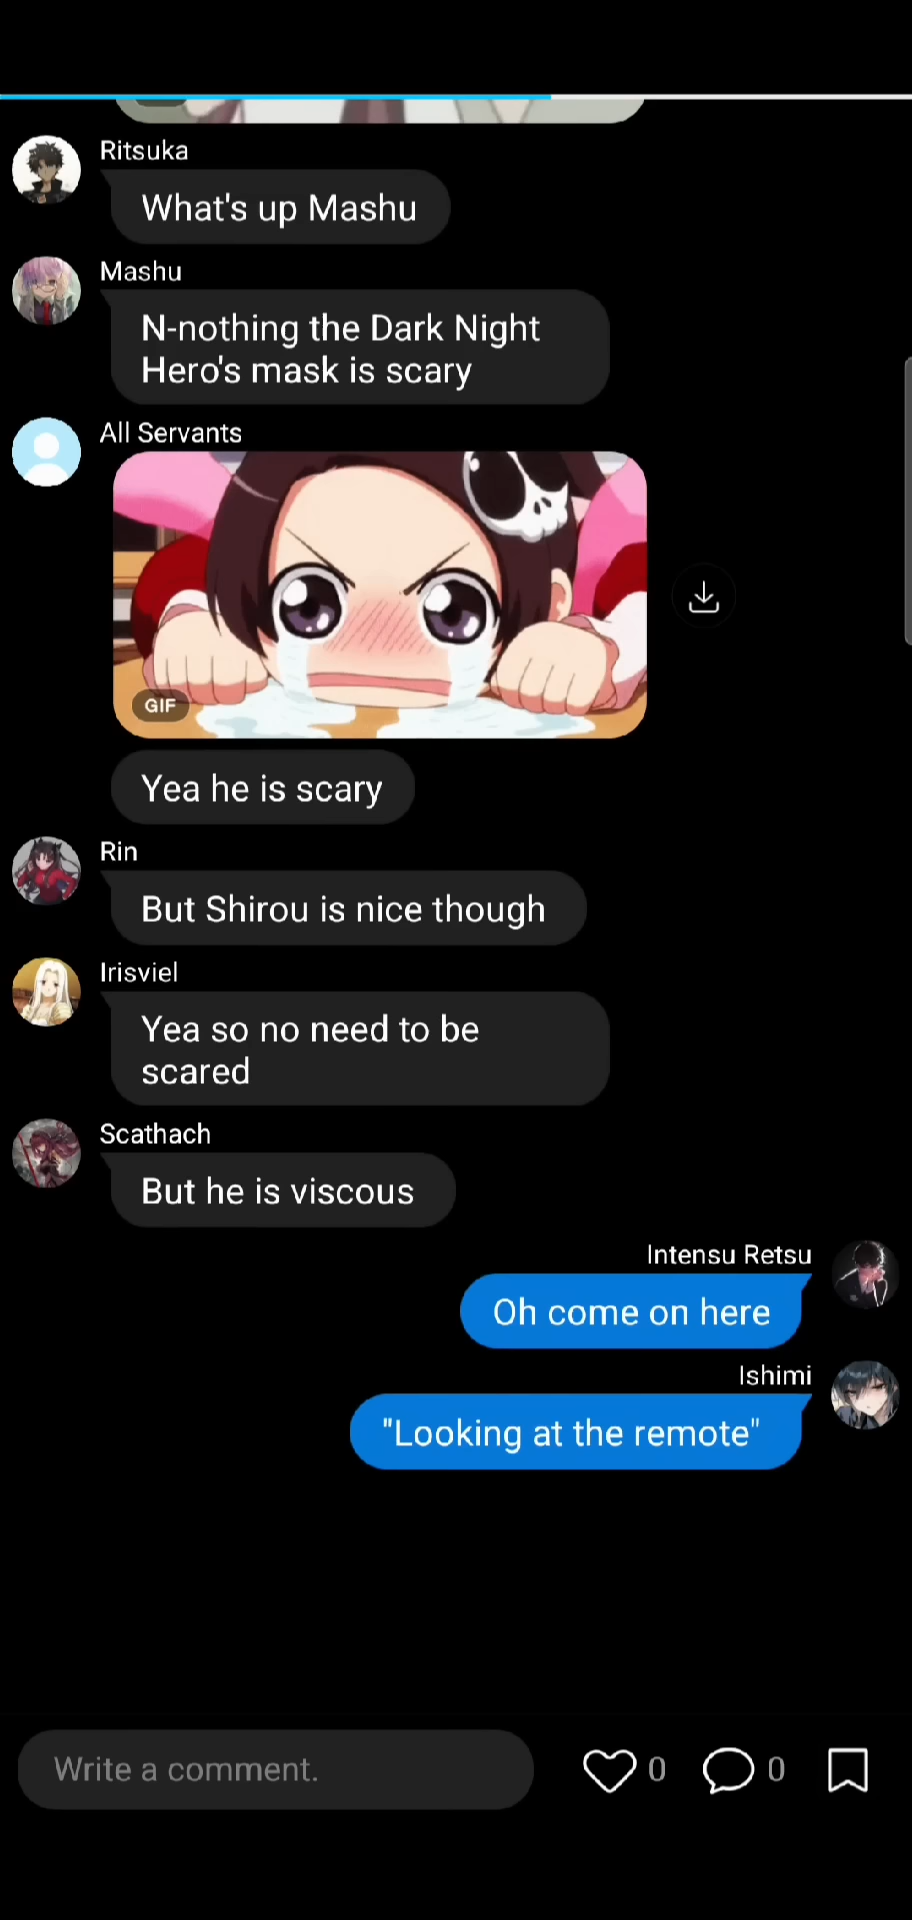 Ritsuka
What's up Mashu
Mashu
N-nothing the Dark Night
Hero's mask is scary
All Servants
GIF
Yea he is scary
Rin
But Shirou is nice though
Irisviel
Yea so no need to be
scared
Scathach
But he is viscous
Intensu Retsu
Oh come on here
Ishimi
"Looking at the remote"
Write a comment.
0
0